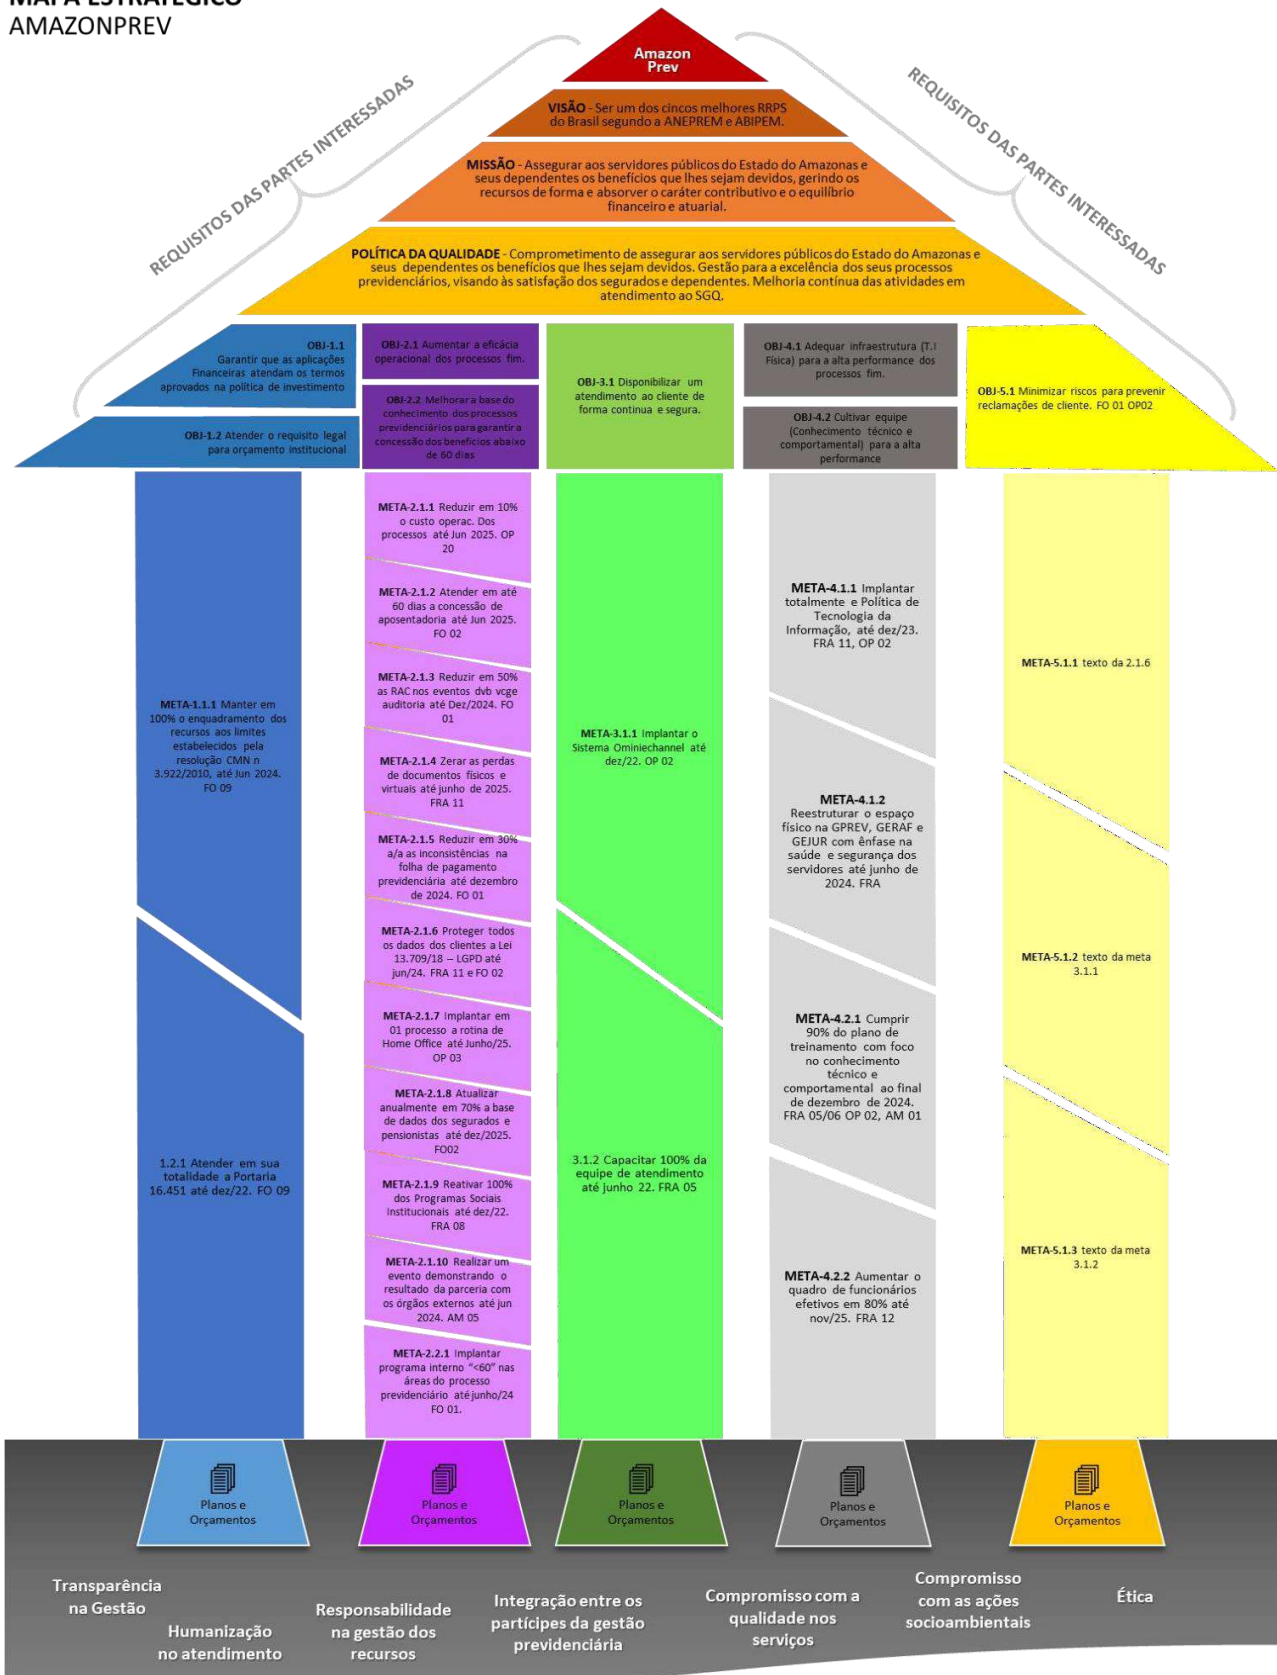 MAPA ESTRATÉGICO
AMAZONPREV
REQUISITOS DAS PARTES INTERESSADAS
REQUISITOS DAS PARTES INTERESSADAS
Amazon
Prev
VISÃO - Ser um dos cincos melhores RRPS
do Brasil segundo a ANEPREM e ABIPEM.
MISSÃO - Assegurar aos servidores públicos do Estado do Amazonas e
seus dependentes os benefícios que lhes sejam devidos, gerindo os
recursos de forma e absorver o caráter contributivo e o equilíbrio
financeiro e atuarial.
POLÍTICA DA QUALIDADE - Comprometimento de assegurar aos servidores públicos do Estado do Amazonas e
seus dependentes os benefícios que lhes sejam devidos. Gestão para a excelência dos seus processos
previdenciários, visando às satisfação dos segurados e dependentes. Melhoria contínua das atividades em
atendimento ao SGQ.
OBJ-1.1
Garantir que as aplicações
Financeiras atendam os termos
aprovados na política de investimento
OBJ-1.2 Atender o requisito legal
para orçamento institucional
OBJ-2.1 Aumentar a eficácia
operacional dos processos fim.
OBJ-2.2 Melhorar a base do
conhecimento dos processos
previdenciários para garantir a
concessão dos benefícios abaixo
de 60 dias
OBJ-3.1 Disponibilizar um
atendimento ao cliente de
forma continua e segura.
OBJ-4.1 Adequar infraestrutura (T.I
Física) para a alta performance dos
processos fim.
OBJ-4.2 Cultivar equipe
(Conhecimento técnico e
comportamental) para a alta
performance
OBJ-5.1 Minimizar riscos para prevenir
reclamações de cliente. FO 01 OP02
META-1.1.1 Manter em
100% o enquadramento dos
recursos aos limites
estabelecidos pela
resolução CMN n
3.922/2010, até Jun 2024.
FO 09
1.2.1 Atender em sua
totalidade a Portaria
16.451 até dez/22. FO 09
META-2.1.1 Reduzir em 10%
o custo operac. Dos
processos até Jun 2025. OP
20
META-2.1.2 Atender em até
60 dias a concessão de
aposentadoria até Jun 2025.
FO 02
META-2.1.3 Reduzir em 50%
as RAC nos eventos dvb vcge
auditoria até Dez/2024. FO
01
META-2.1.4 Zerar as perdas
de documentos físicos e
virtuais até junho de 2025.
FRA 11
META-2.1.5 Reduzir em 30%
a/a as inconsistências na
folha de pagamento
previdenciária até dezembro
de 2024. FO 01
META-2.1.6 Proteger todos
os dados dos clientes a Lei
13.709/18 – LGPD até
jun/24. FRA 11 e FO 02
META-2.1.7 Implantar em
01 processo a rotina de
Home Office até Junho/25.
OP 03
META-2.1.8 Atualizar
anualmente em 70% a base
de dados dos segurados e
pensionistas até dez/2025.
FO02
META-2.1.9 Reativar 100%
dos Programas Sociais
Institucionais até dez/22.
FRA 08
META-2.1.10 Realizar um
evento demonstrando o
resultado da parceria com
os órgãos externos até jun
2024. AM 05
META-2.2.1 Implantar
programa interno "<60" nas
áreas do processo
previdenciário até junho/24
FO 01.
META-3.1.1 Implantar o
Sistema Ominiechannel até
dez/22. OP 02
3.1.2 Capacitar 100% da
equipe de atendimento
até junho 22. FRA 05
META-4.1.1 Implantar
totalmente e Política de
Tecnologia da
Informação, até dez/23.
FRA 11, OP 02
META-4.1.2
Reestruturar o espaço
físico na GPREV, GERAF e
GEJUR com ênfase na
saúde e segurança dos
servidores até junho de
2024. FRA
META-4.2.1 Cumprir
90% do plano de
treinamento com foco
no conhecimento
técnico e
comportamental ao final
de dezembro de 2024.
FRA 05/06 OP 02, AM 01
META-4.2.2 Aumentar o
quadro de funcionários
efetivos em 80% até
nov/25. FRA 12
META-5.1.1 texto da 2.1.6
META-5.1.2 texto da meta
3.1.1
META-5.1.3 texto da meta
3.1.2
Planos e
Orçamentos
Planos e
Orçamentos
Planos e
Orçamentos
Planos e
Orçamentos
Planos e
Orçamentos
Transparência
na Gestão
Humanização
no atendimento
Responsabilidade
na gestão dos
recursos
Integração entre os
partícipes da gestão
previdenciária
Compromisso com a
qualidade nos
serviços
Compromisso
com as ações
socioambientais
Ética